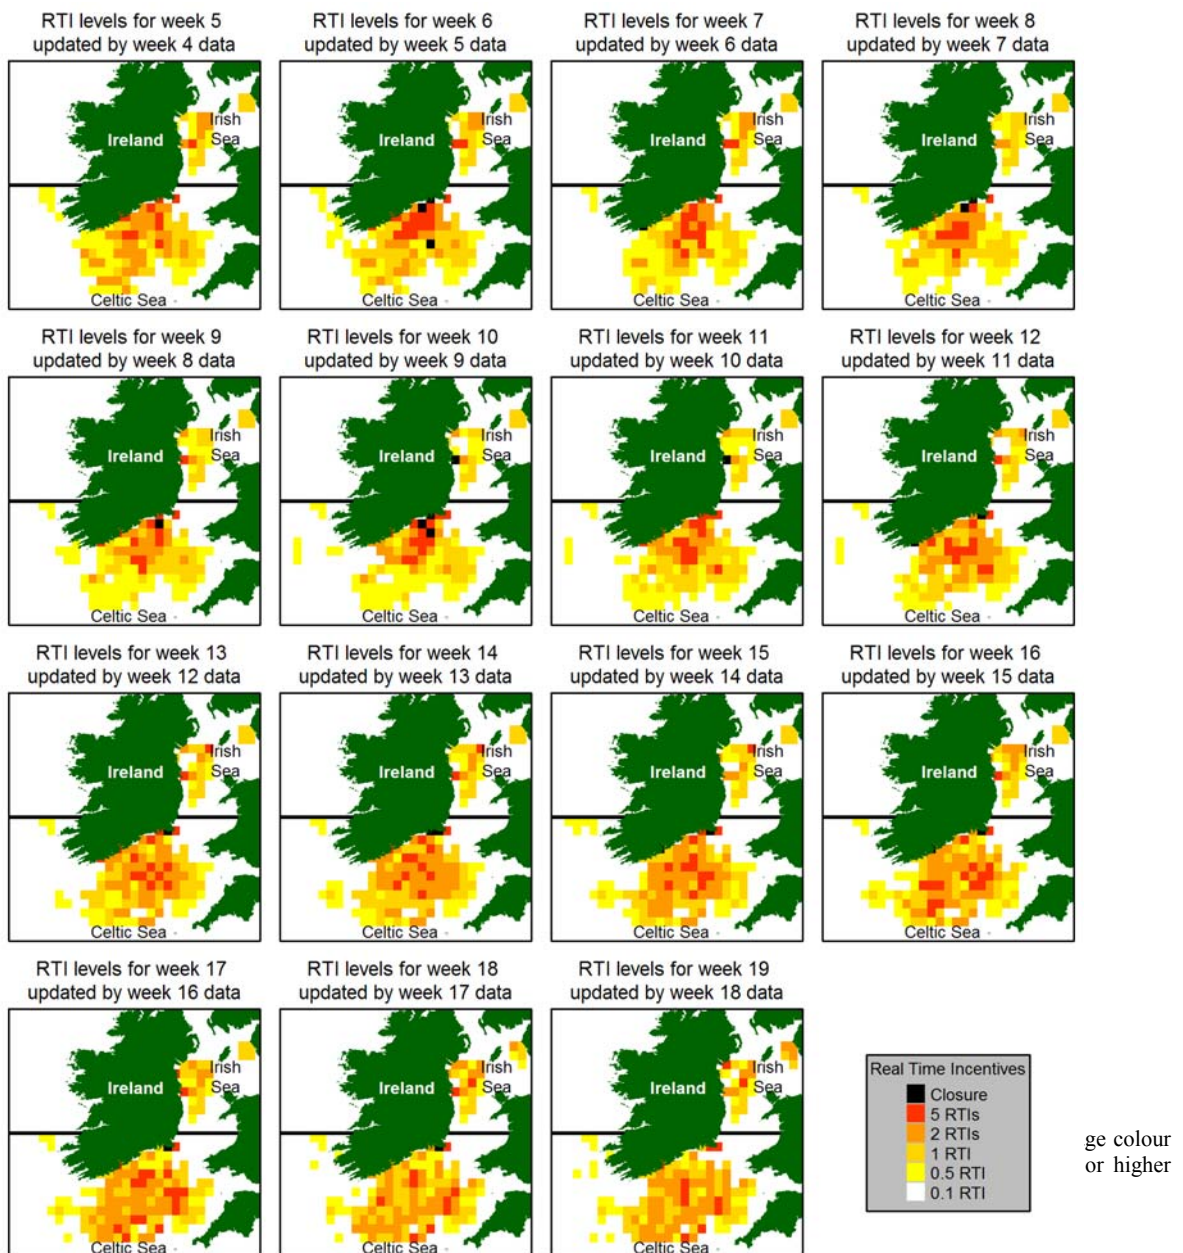 RTI levels for week 5
updated by week 4 data
RTI levels for week 6
updated by week 5 data
RTI levels for week 7
updated by week 6 data
RTI levels for week 8
updated by week 7 data
Ireland
Irish
Sea
Celtic Sea
Ireland
Irish
Sea
Celtic Sea
Ireland
Irish
Sea
Celtic Sea
Ireland
Irish
Sea
Celtic Sea
RTI levels for week 9
updated by week 8 data
RTI levels for week 10
updated by week 9 data
RTI levels for week 11
updated by week 10 data
RTI levels for week 12
updated by week 11 data
Ireland
Irish
Sea
Celtic Sea
Ireland
Irish
Sea
Celtic Sea
Ireland
Irish
Sea
Celtic Sea
Ireland
Irish
Sea
Celtic Sea
RTI levels for week 13
updated by week 12 data
RTI levels for week 14
updated by week 13 data
RTI levels for week 15
updated by week 14 data
RTI levels for week 16
updated by week 15 data
Ireland
Irish
Sea
Celtic Sea
Ireland
Irish
Sea
Celtic Sea
Ireland
Irish
Sea
Celtic Sea
Ireland
Irish
Sea
Celtic Sea
RTI levels for week 17
updated by week 16 data
RTI levels for week 18
updated by week 17 data
RTI levels for week 19
updated by week 18 data
Ireland
Irish
Sea
Celtic Sea
Ireland
Irish
Sea
Celtic Sea
Ireland
Irish
Sea
Celtic Sea
Real Time Incentives
Closure
5 RTIs
2 RTIs
1 RTI
0.5 RTI
0.1 RTI
ge colour
or higher